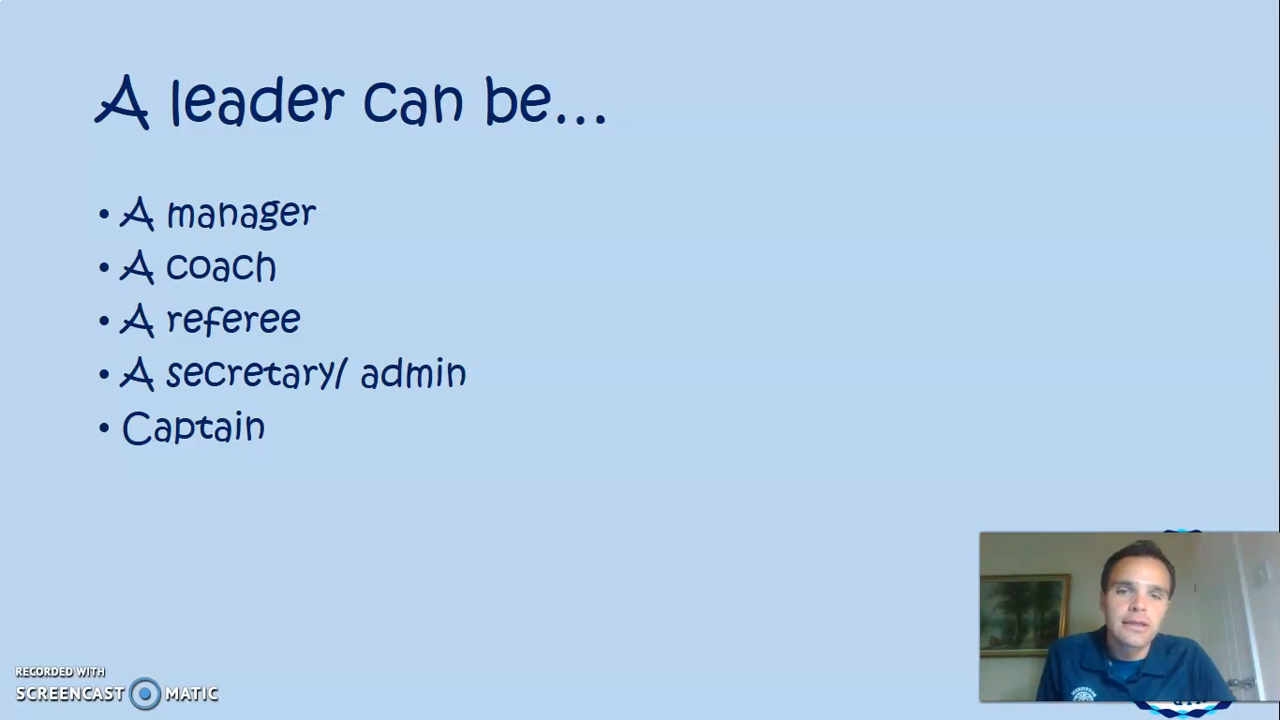 A leader can be...
• A manager
• A coach
• A referee
• A secretary/ admin
• Captain
RECORDED WITH
SCREENCAST MATIC